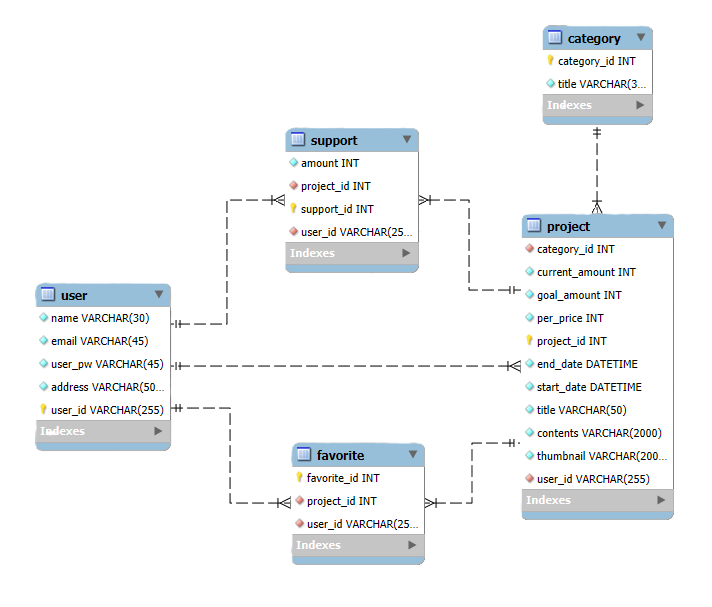 category
category_id INT
title VARCHAR(3...
Indexes
support
amount INT
project_id INT
support_id INT
user_id VARCHAR(25...
Indexes
project
category_id INT
current_amount INT
goal_amount INT
per_price INT
project_id INT
end_date DATETIME
start_date DATETIME
title VARCHAR(50)
contents VARCHAR(2000)
thumbnail VARCHAR(200...
user_id VARCHAR(255)
Indexes
user
name VARCHAR(30)
email VARCHAR(45)
user_pw VARCHAR(45)
address VARCHAR(50...
user_id VARCHAR(255)
Indexes
favorite
favorite_id INT
project_id INT
user_id VARCHAR(25...
Indexes